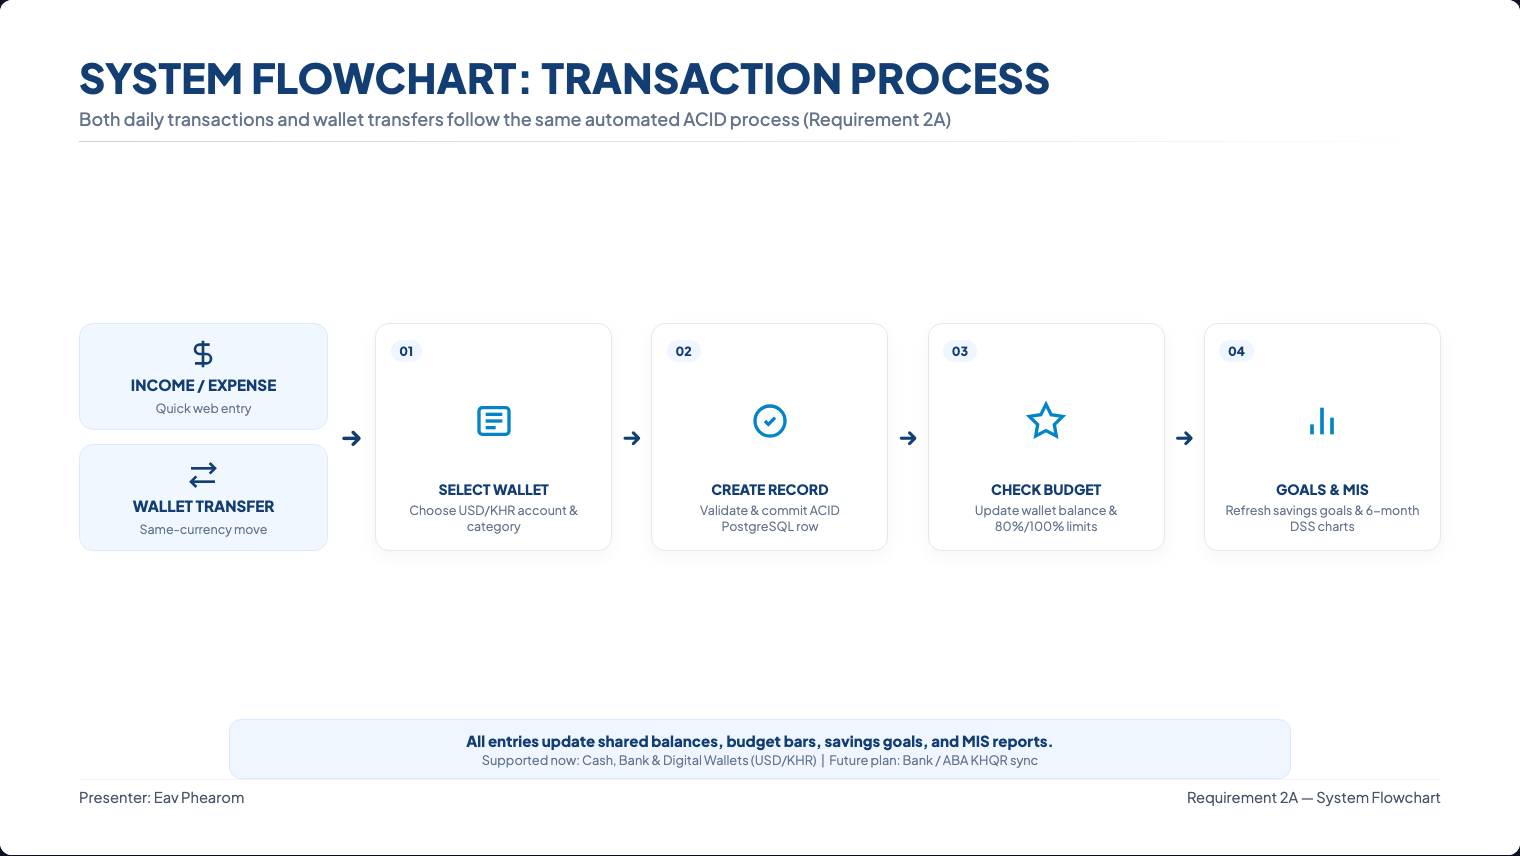 SYSTEM FLOWCHART: TRANSACTION PROCESS
Both daily transactions and wallet transfers follow the same automated ACID process (Requirement 2A)
INCOME / EXPENSE
Quick web entry
WALLET TRANSFER
Same-currency move
01
SELECT WALLET
Choose USD/KHR account &
category
02
CREATE RECORD
Validate & commit ACID
PostgreSQL row
03
CHECK BUDGET
Update wallet balance &
80%/100% limits
04
GOALS & MIS
Refresh savings goals & 6–month
DSS charts
All entries update shared balances, budget bars, savings goals, and MIS reports.
Supported now: Cash, Bank & Digital Wallets (USD/KHR) | Future plan: Bank / ABA KHQR sync
Presenter: Eav Phearom
Requirement 2A — System Flowchart